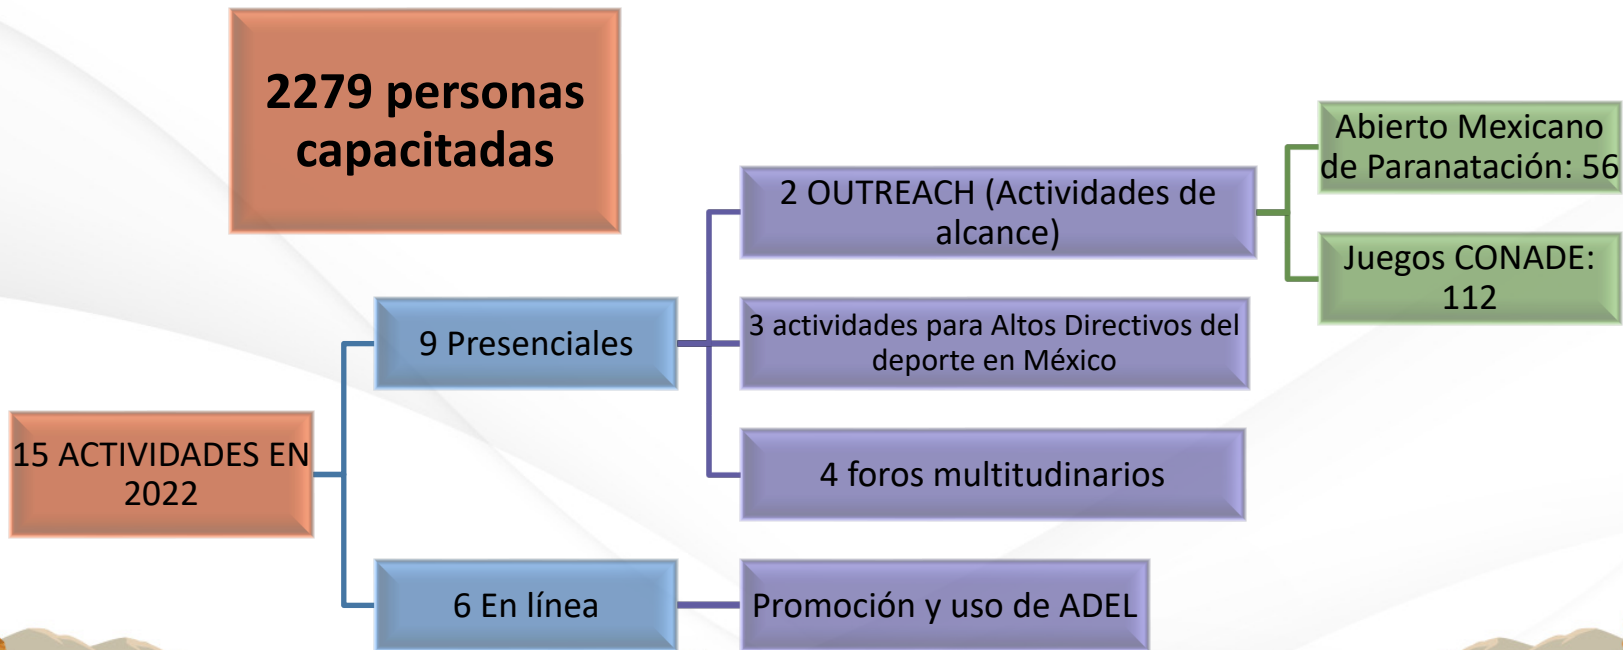 2279 personas
capacitadas
15 ACTIVIDADES EN
2022
9 Presenciales
2 OUTREACH (Actividades de
alcance)
Abierto Mexicano
de Paranatación: 56
Juegos CONADE:
112
3 actividades para Altos Directivos del
deporte en México
4 foros multitudinarios
6 En línea
Promoción y uso de ADEL